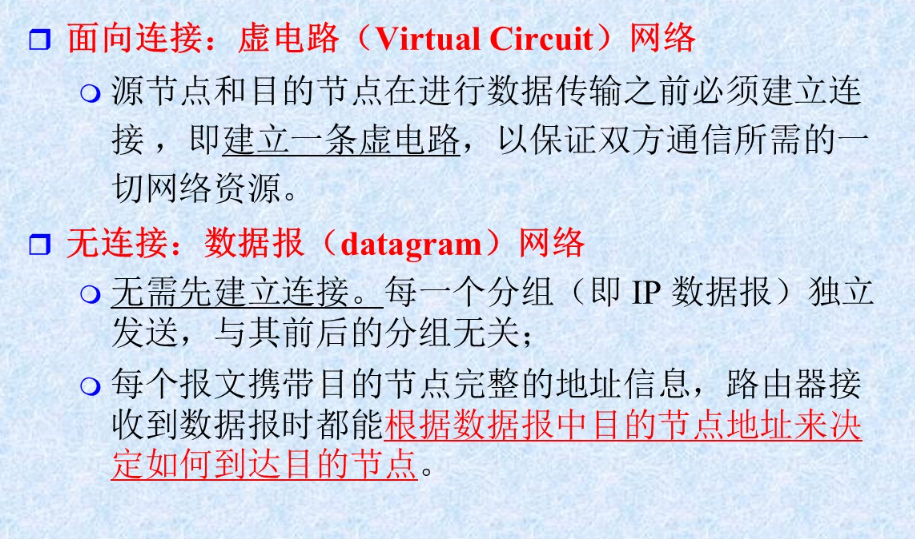 面向连接：虚电路（Virtual Circuit）网络
源节点和目的节点在进行数据传输之前必须建立连
接 ，即建立一条虚电路，以保证双方通信所需的一
切网络资源。
无连接：数据报（datagram）网络
无需先建立连接。每一个分组（即 IP 数据报）独立
发送，与其前后的分组无关；
每个报文携带目的节点完整的地址信息，路由器接
收到数据报时都能根据数据报中目的节点地址来决
定如何到达目的节点。